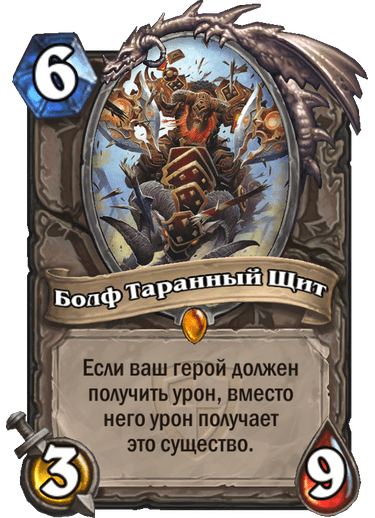 6
Болф Таранный Щит
Если ваш герой должен
получить урон, вместо
него урон получает
это существо.
3
9